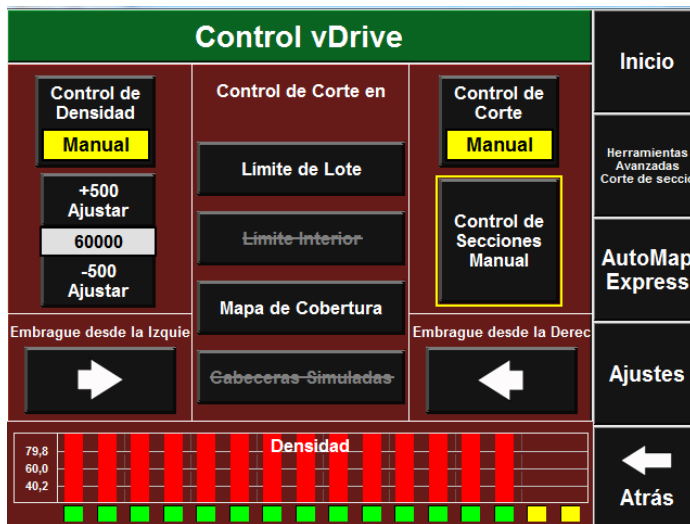 Control vDrive
Control de
Densidad
Manual
+500
Ajustar
60000
-500
Ajustar
Embrague desde la Izquie
Control de Corte en
Límite de Lote
Límite Interior
Mapa de Cobertura
Cabeceras Simuladas
Control de
Corte
Manual
Control de
Secciones
Manual
Embrague desde la Derec
Densidad
79,8
60,0
40,2
Inicio
Herramientas
Avanzadas
Corte de secció
AutoMap
Express
Ajustes
Atrás